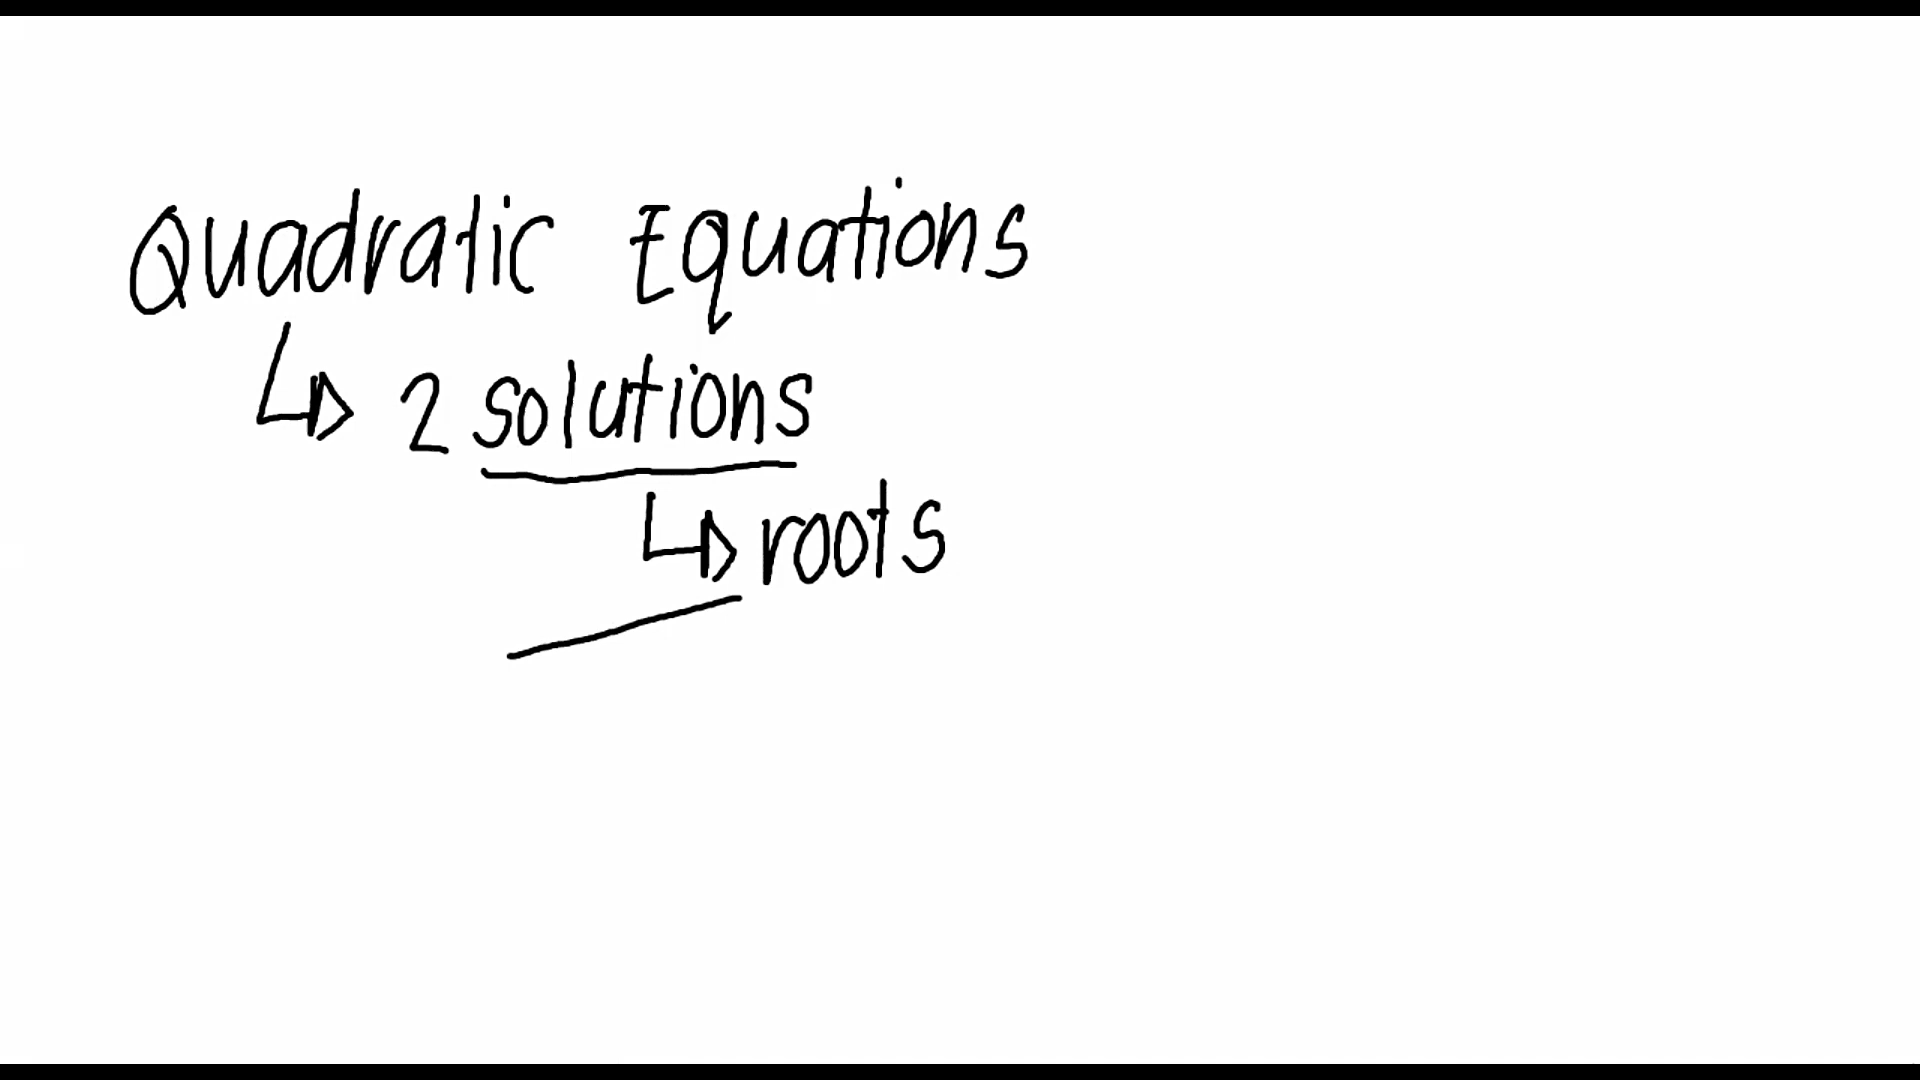 Quadratic Equations
↳ 2 solutions
↳ roots